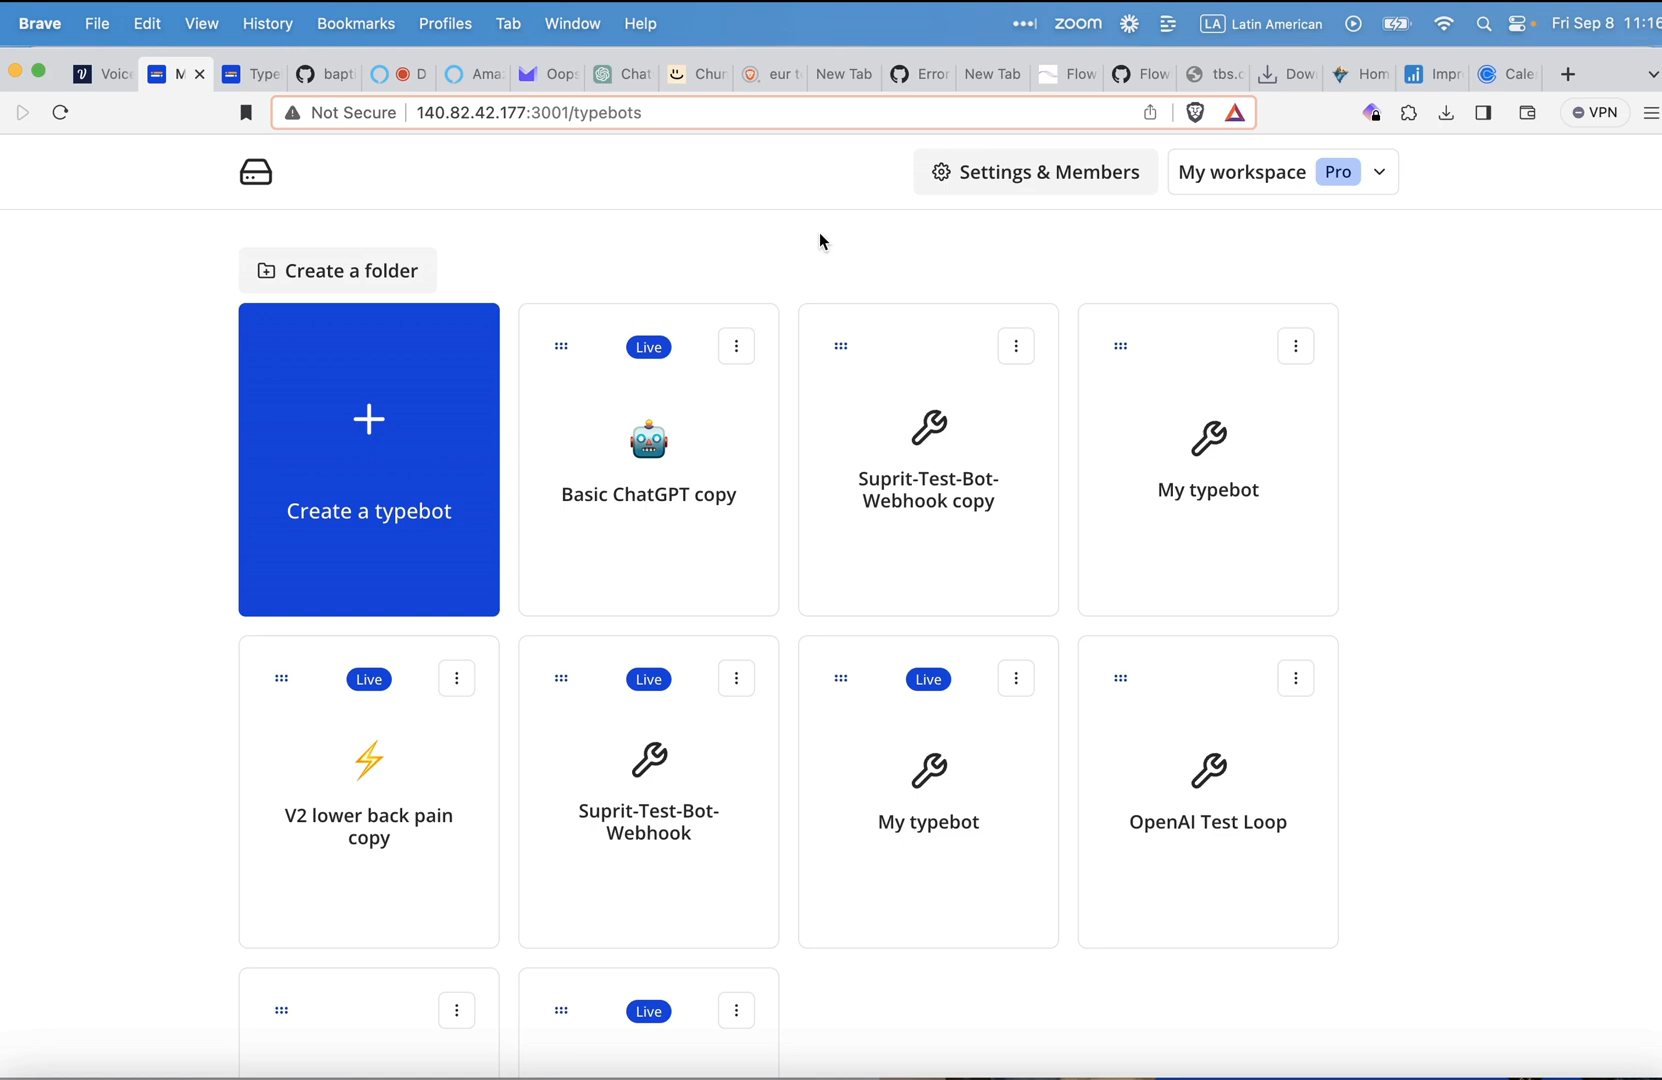 Brave File Edit View History Bookmarks Profiles Tab Window Help zoom LA Latin American Fri Sep 8 11:16
Voice M Type bapti D Ama: Oops Chat Chur eur t New Tab Error New Tab Flow Flow tbs.c Dow Hom Impr Cale
Not Secure 140.82.42.177:3001/typebots VPN
Settings & Members My workspace Pro
Create a folder
Create a typebot
Live
Basic ChatGPT copy
Suprit-Test-Bot-
Webhook copy
My typebot
Live
V2 lower back pain
copy
Live
Suprit-Test-Bot-
Webhook
Live
My typebot
OpenAI Test Loop
Live